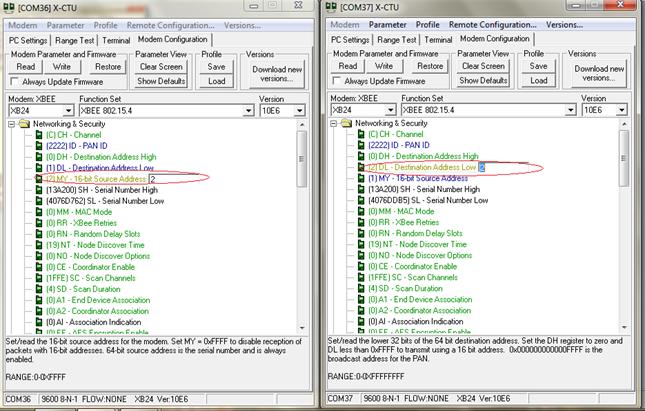 [COM36] X-CTU
Modem Parameter Profile Remote Configuration... Versions...
PC Settings Range Test Terminal Modem Configuration
Modem Parameter and Firmware Parameter View Profile Versions
Read Write Restore Clear Screen Save Download new versions...
Always Update Firmware Show Defaults Load
Modem: XBEE Function Set Version
XB24 XBEE 802.15.4 10E6
Networking & Security
(C) CH - Channel
(2222) ID - PAN ID
(0) DH - Destination Address High
(1) DL - Destination Address Low
(2) MY - 16-bit Source Address 2
(13A200) SH - Serial Number High
(4076D762) SL - Serial Number Low
(0) MM - MAC Mode
(0) RR - XBee Retries
(0) RN - Random Delay Slots
(19) NT - Node Discover Time
(0) NO - Node Discover Options
(0) CE - Coordinator Enable
(1FFE) SC - Scan Channels
(4) SD - Scan Duration
(0) A1 - End Device Association
(0) A2 - Coordinator Association
(0) AI - Association Indication
(0) EE - AES Encryption Enable
Set/read the 16-bit source address for the modem. Set MY = 0xFFFF to disable reception of
packets with 16-bit addresses. 64-bit source address is the serial number and is always
enabled.
RANGE:0-0XFFFF
COM36 9600 8-N-1 FLOW:NONE XB24 Ver:10E6
[COM37] X-CTU
Modem Parameter Profile Remote Configuration... Versions...
PC Settings Range Test Terminal Modem Configuration
Modem Parameter and Firmware Parameter View Profile Versions
Read Write Restore Clear Screen Save Download new versions...
Always Update Firmware Show Defaults Load
Modem: XBEE Function Set Version
XB24 XBEE 802.15.4 10E6
Networking & Security
(C) CH - Channel
(2222) ID - PAN ID
(0) DH - Destination Address High
(2) DL - Destination Address Low 2
(1) MY - 16-bit Source Address
(13A200) SH - Serial Number High
(4076DDB5) SL - Serial Number Low
(0) MM - MAC Mode
(0) RR - XBee Retries
(0) RN - Random Delay Slots
(19) NT - Node Discover Time
(0) NO - Node Discover Options
(0) CE - Coordinator Enable
(1FFE) SC - Scan Channels
(4) SD - Scan Duration
(0) A1 - End Device Association
(0) A2 - Coordinator Association
(0) AI - Association Indication
(0) EE - AES Encryption Enable
Set/read the lower 32 bits of the 64 bit destination address. Set the DH register to zero and
DL less than 0xFFFF to transmit using a 16 bit address. 0x000000000000FFFF is the
broadcast address for the PAN.
RANGE:0-0XFFFFFFFF
COM37 9600 8-N-1 FLOW:NONE XB24 Ver:10E6